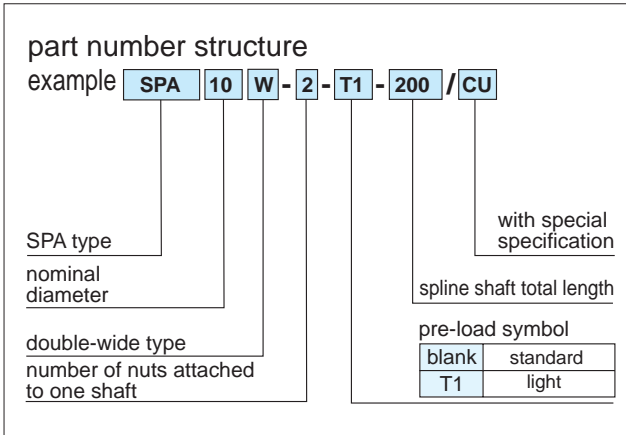 part number structure
example SPA 10 W - 2 - T1 - 200 / CU
with special
specification
SPA type
nominal
diameter
spline shaft total length
double-wide type
pre-load symbol
number of nuts attached
to one shaft
blank standard
T1 light